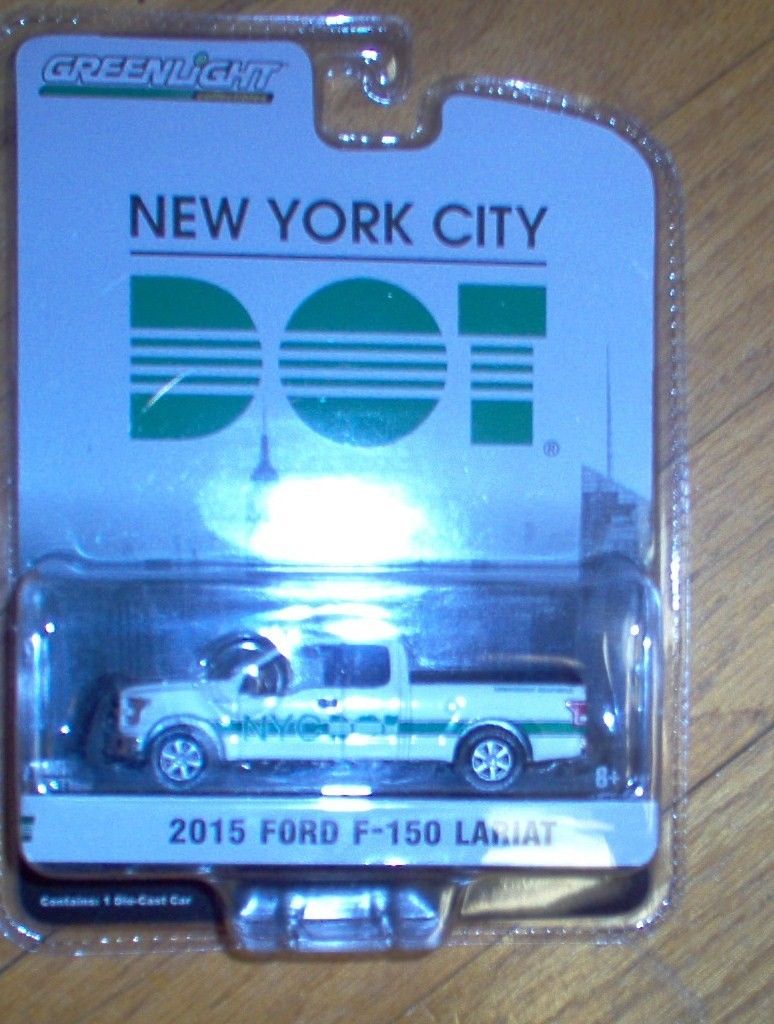 GREENLIGHT
NEW YORK CITY
DOT
®
NYC DOT
8+
2015 FORD F-150 LARIAT
Contains: 1 Die-Cast Car